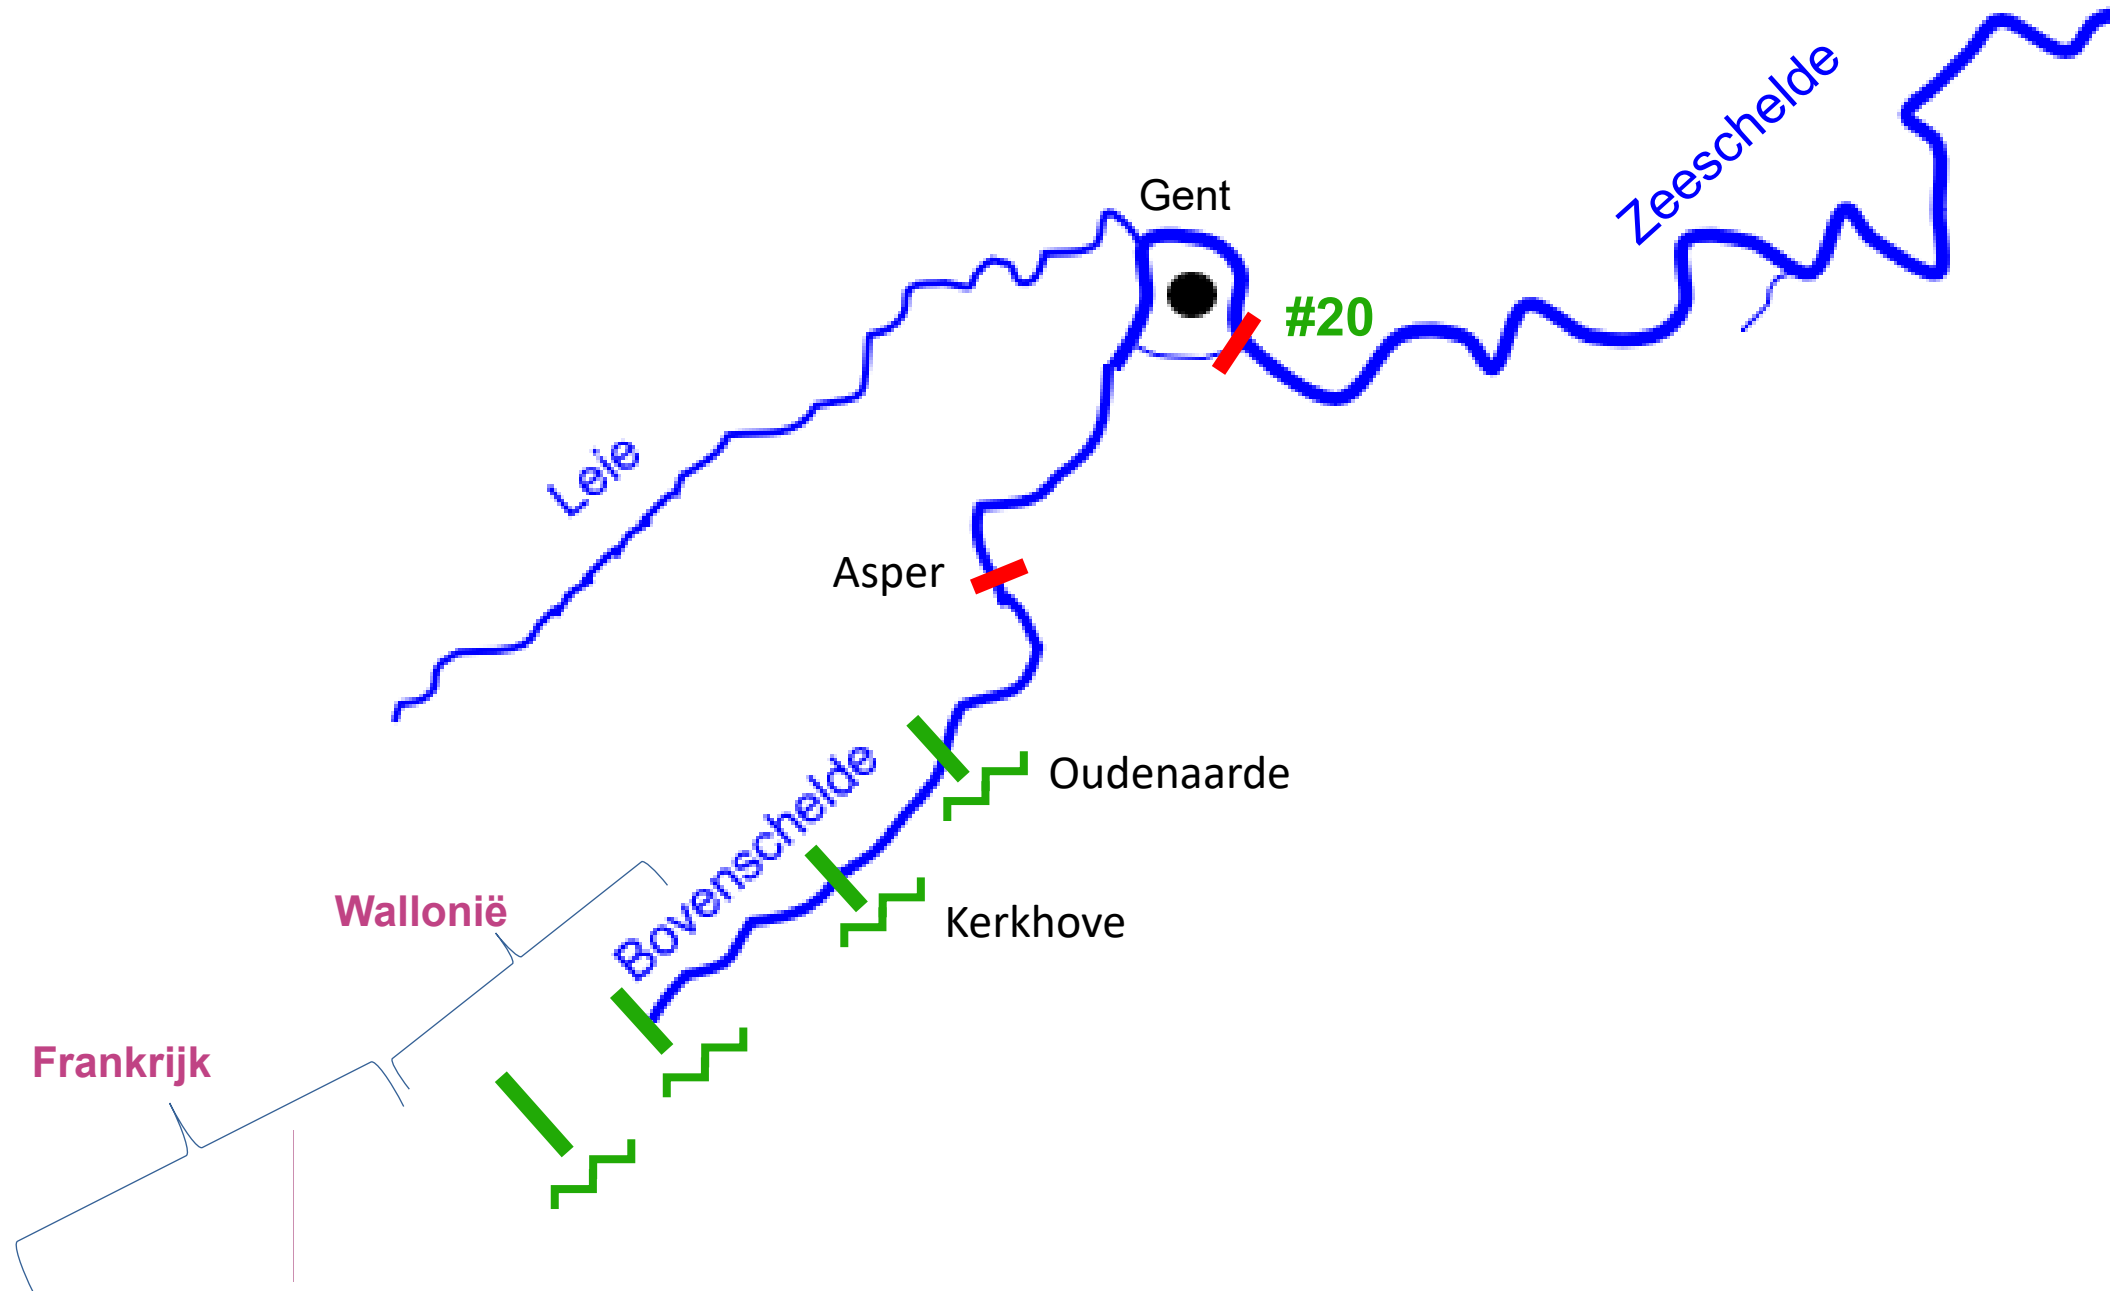 Zeeschelde
Gent
#20
Leie
Asper
Oudenaarde
Bovenschelde
Wallonië
Kerkhove
Frankrijk